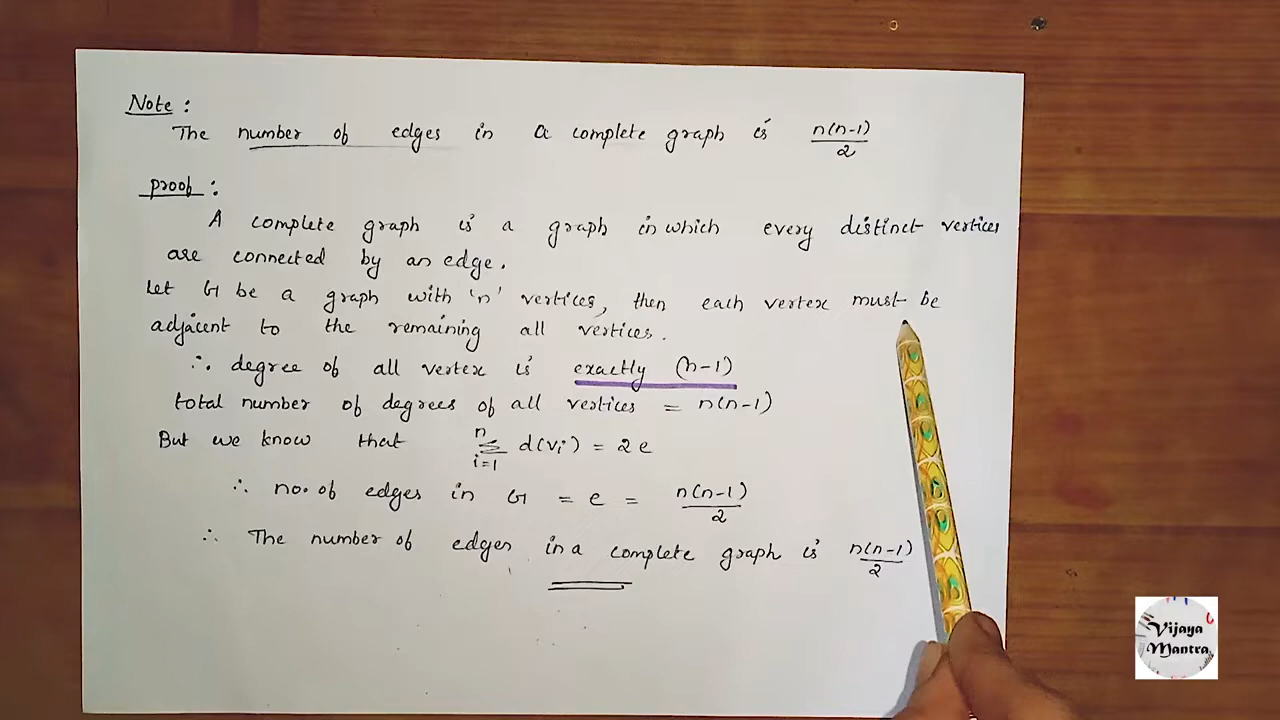 Note :
The number of edges in a complete graph is n(n-1)/2
proof :
A complete graph is a graph in which every distinct vertices
are connected by an edge.
Let G be a graph with 'n' vertices, then each vertex must be
adjacent to the remaining all vertices.
∴ degree of all vertex is exactly (n-1)
total number of degrees of all vertices = n(n-1)
But we know that n Σ i=1 d(vi) = 2e
∴ no. of edges in G = e = n(n-1)/2
∴ The number of edges in a complete graph is n(n-1)/2
Vijaya
Mantra